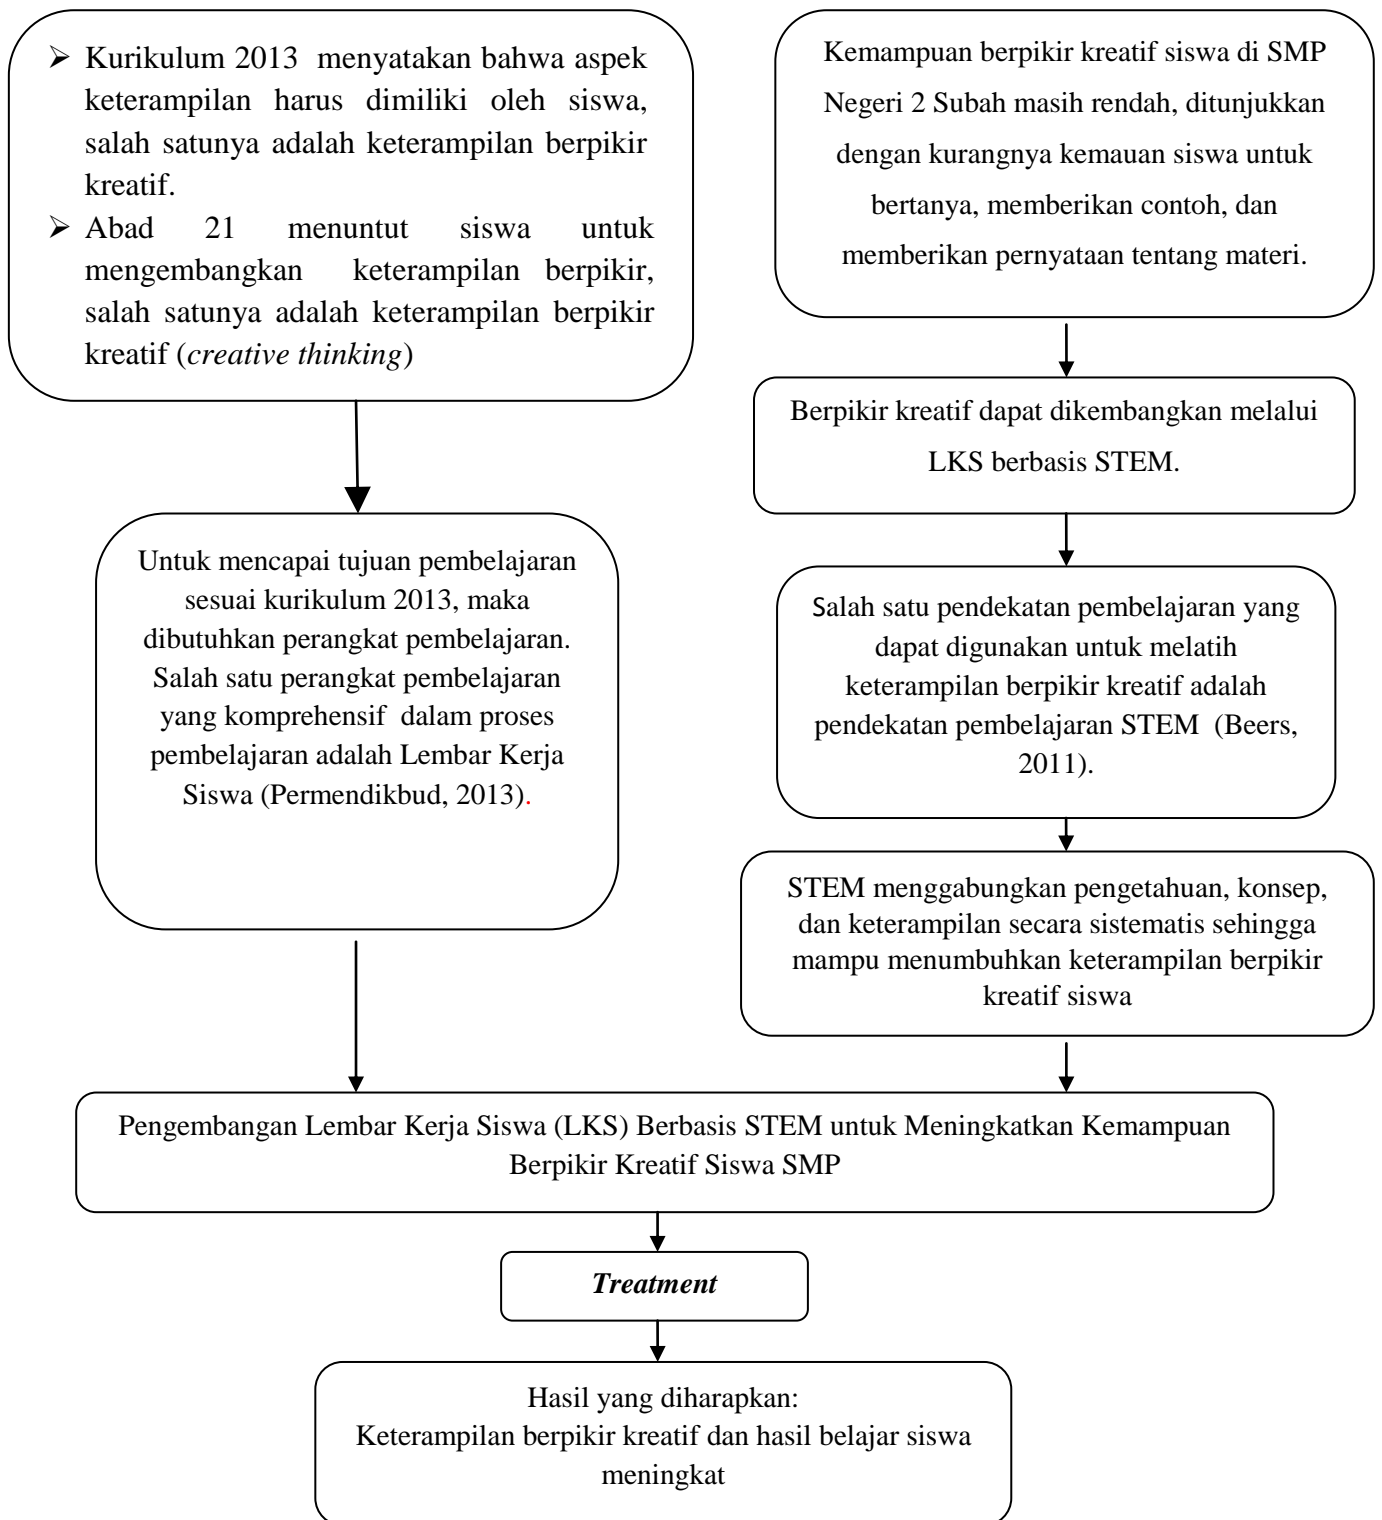 ➢ Kurikulum 2013 menyatakan bahwa aspek
keterampilan harus dimiliki oleh siswa,
salah satunya adalah keterampilan berpikir
kreatif.
➢ Abad 21 menuntut siswa untuk
mengembangkan keterampilan berpikir,
salah satunya adalah keterampilan berpikir
kreatif (creative thinking)
Untuk mencapai tujuan pembelajaran
sesuai kurikulum 2013, maka
dibutuhkan perangkat pembelajaran.
Salah satu perangkat pembelajaran
yang komprehensif dalam proses
pembelajaran adalah Lembar Kerja
Siswa (Permendikbud, 2013).
Kemampuan berpikir kreatif siswa di SMP
Negeri 2 Subah masih rendah, ditunjukkan
dengan kurangnya kemauan siswa untuk
bertanya, memberikan contoh, dan
memberikan pernyataan tentang materi.
Berpikir kreatif dapat dikembangkan melalui
LKS berbasis STEM.
Salah satu pendekatan pembelajaran yang
dapat digunakan untuk melatih
keterampilan berpikir kreatif adalah
pendekatan pembelajaran STEM (Beers,
2011).
STEM menggabungkan pengetahuan, konsep,
dan keterampilan secara sistematis sehingga
mampu menumbuhkan keterampilan berpikir
kreatif siswa
Pengembangan Lembar Kerja Siswa (LKS) Berbasis STEM untuk Meningkatkan Kemampuan
Berpikir Kreatif Siswa SMP
Treatment
Hasil yang diharapkan:
Keterampilan berpikir kreatif dan hasil belajar siswa
meningkat